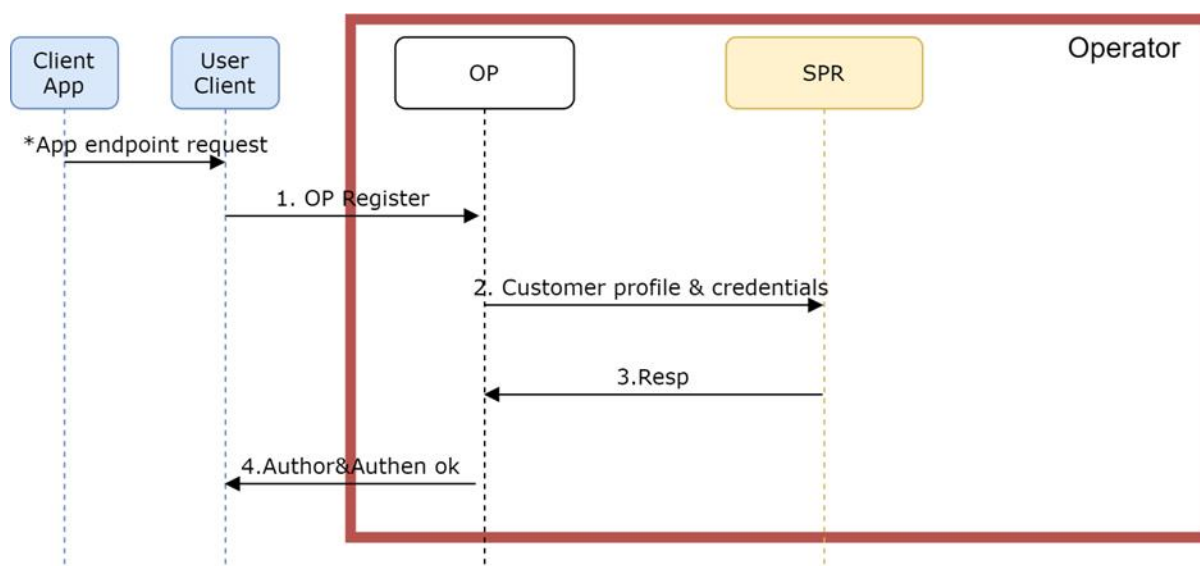 Client
App
User
Client
OP
SPR
Operator
*App endpoint request
1. OP Register
2. Customer profile & credentials
3.Resp
4.Author&Authen ok